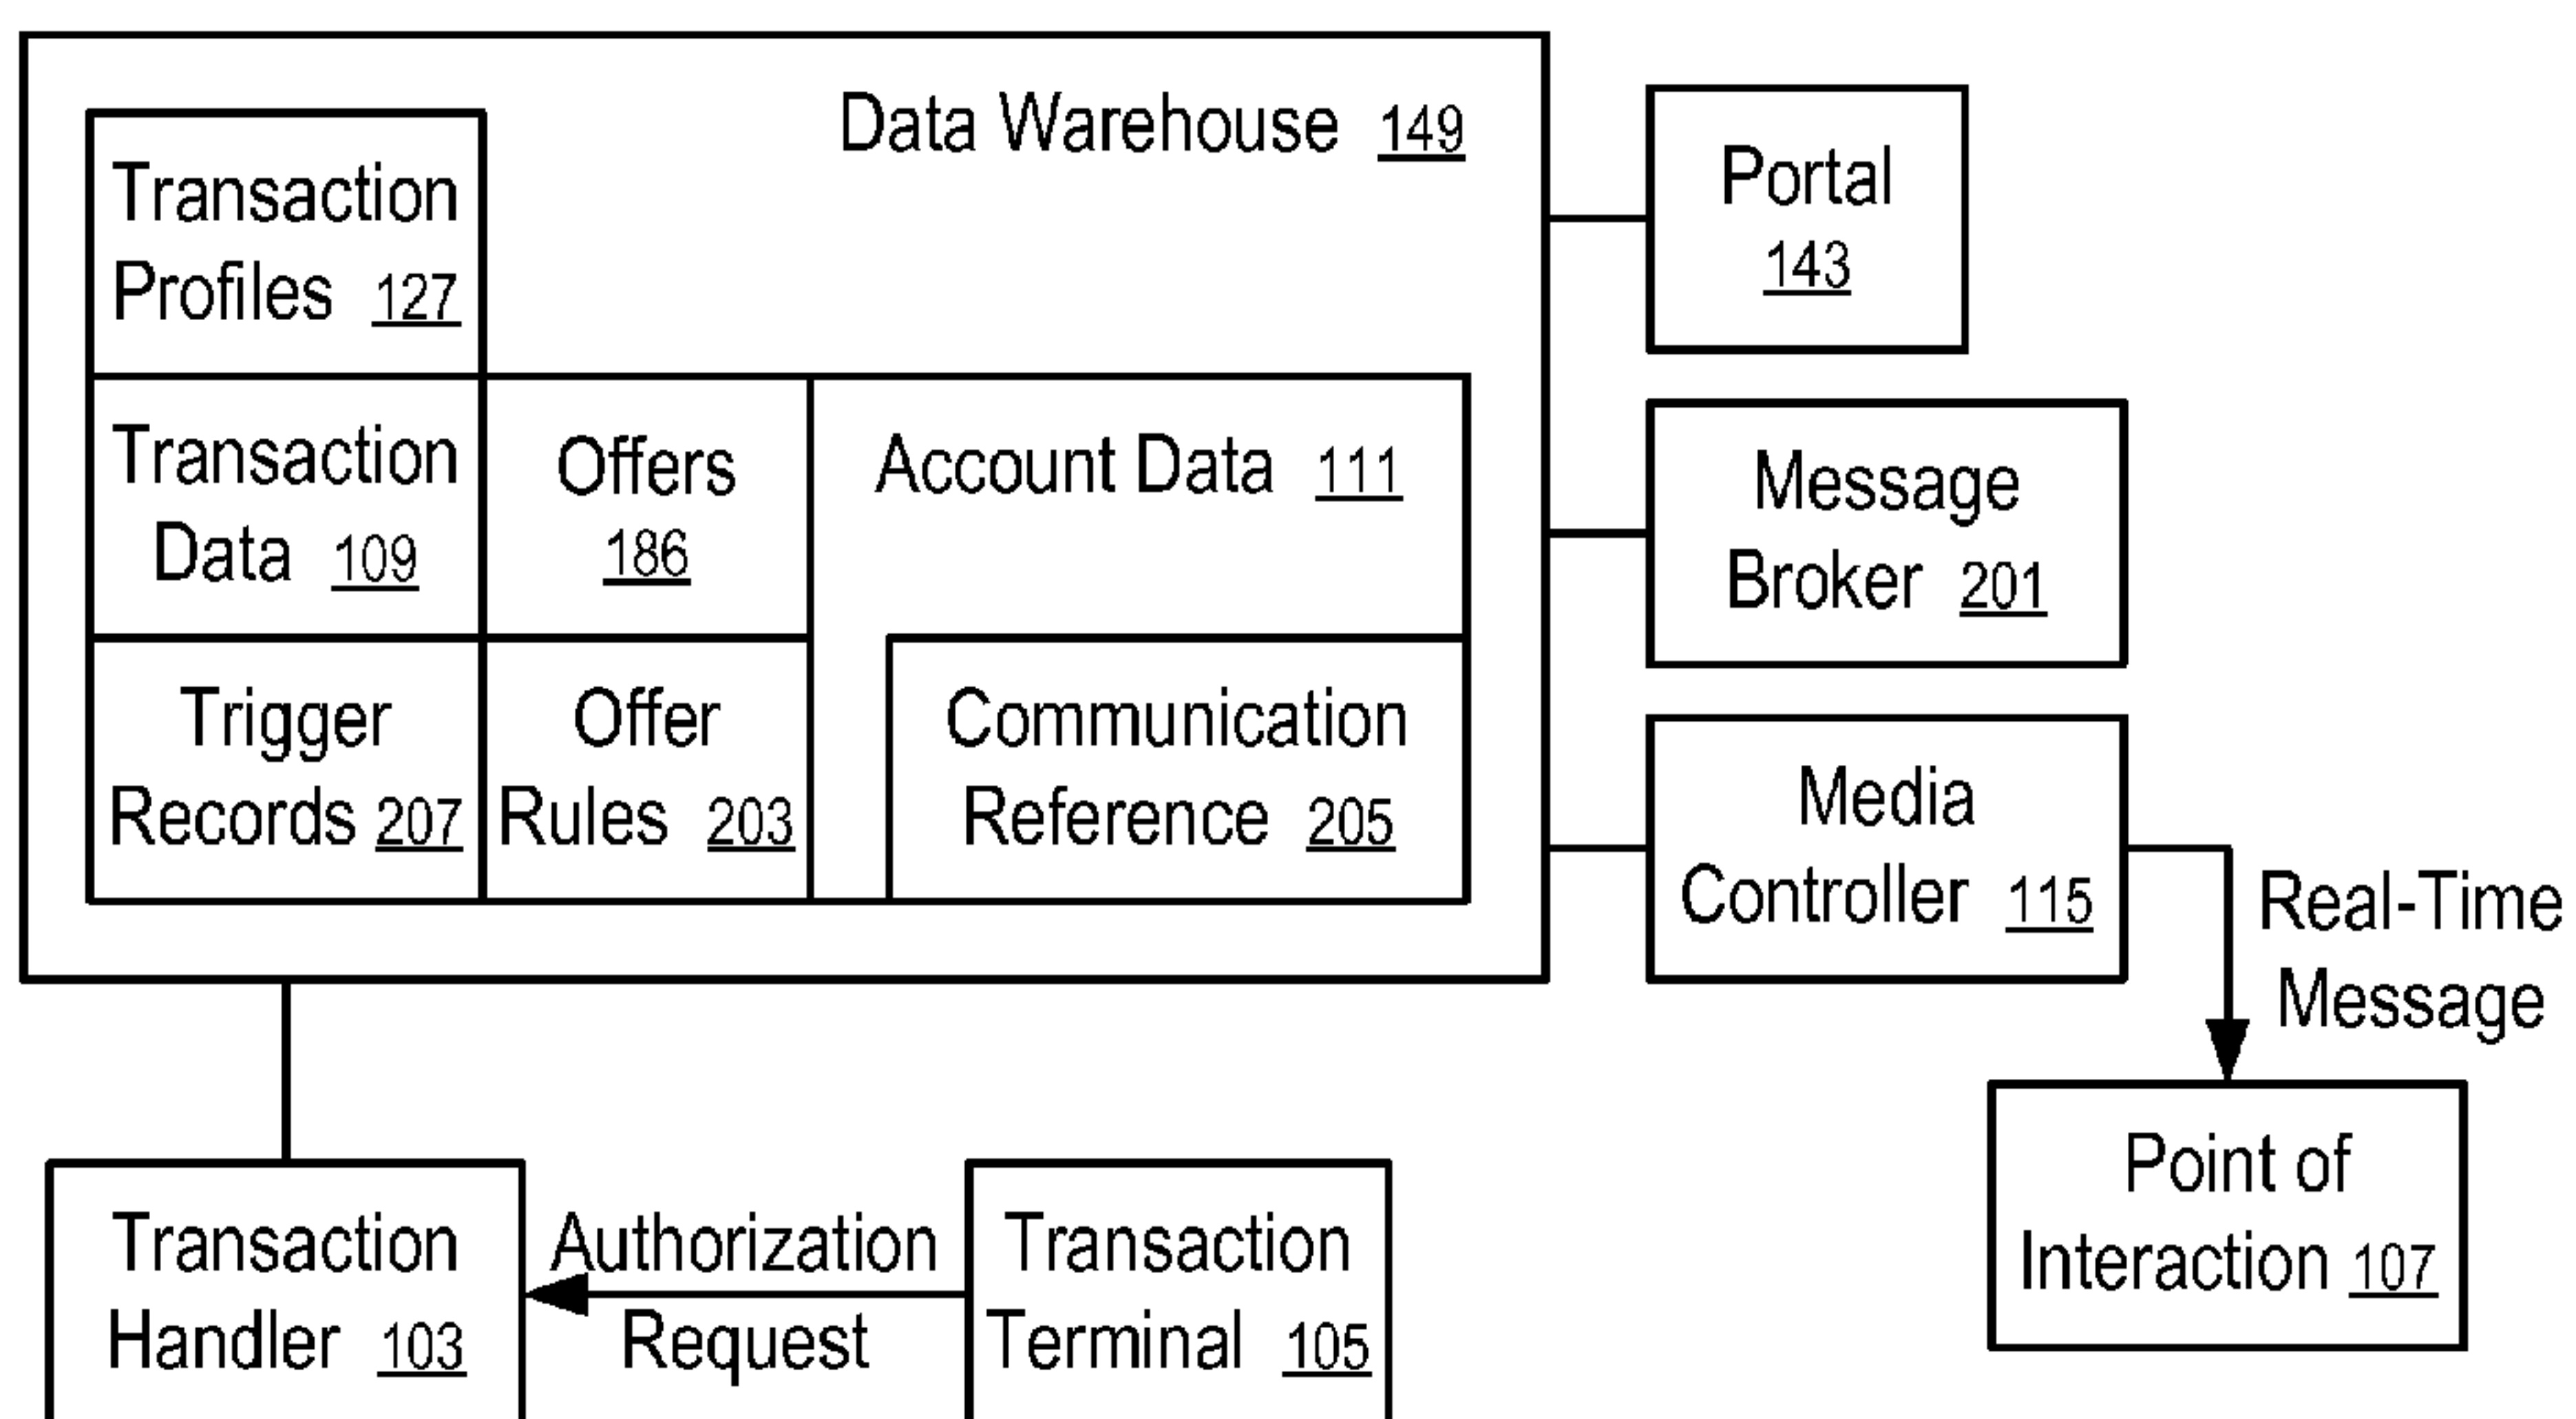 Data Warehouse 149
Transaction
Profiles 127
Transaction
Data 109
Offers
186
Account Data 111
Trigger
Records 207
Offer
Rules 203
Communication
Reference 205
Portal
143
Message
Broker 201
Media
Controller 115
Real-Time
Message
Point of
Interaction 107
Transaction
Handler 103
Authorization
Request
Transaction
Terminal 105